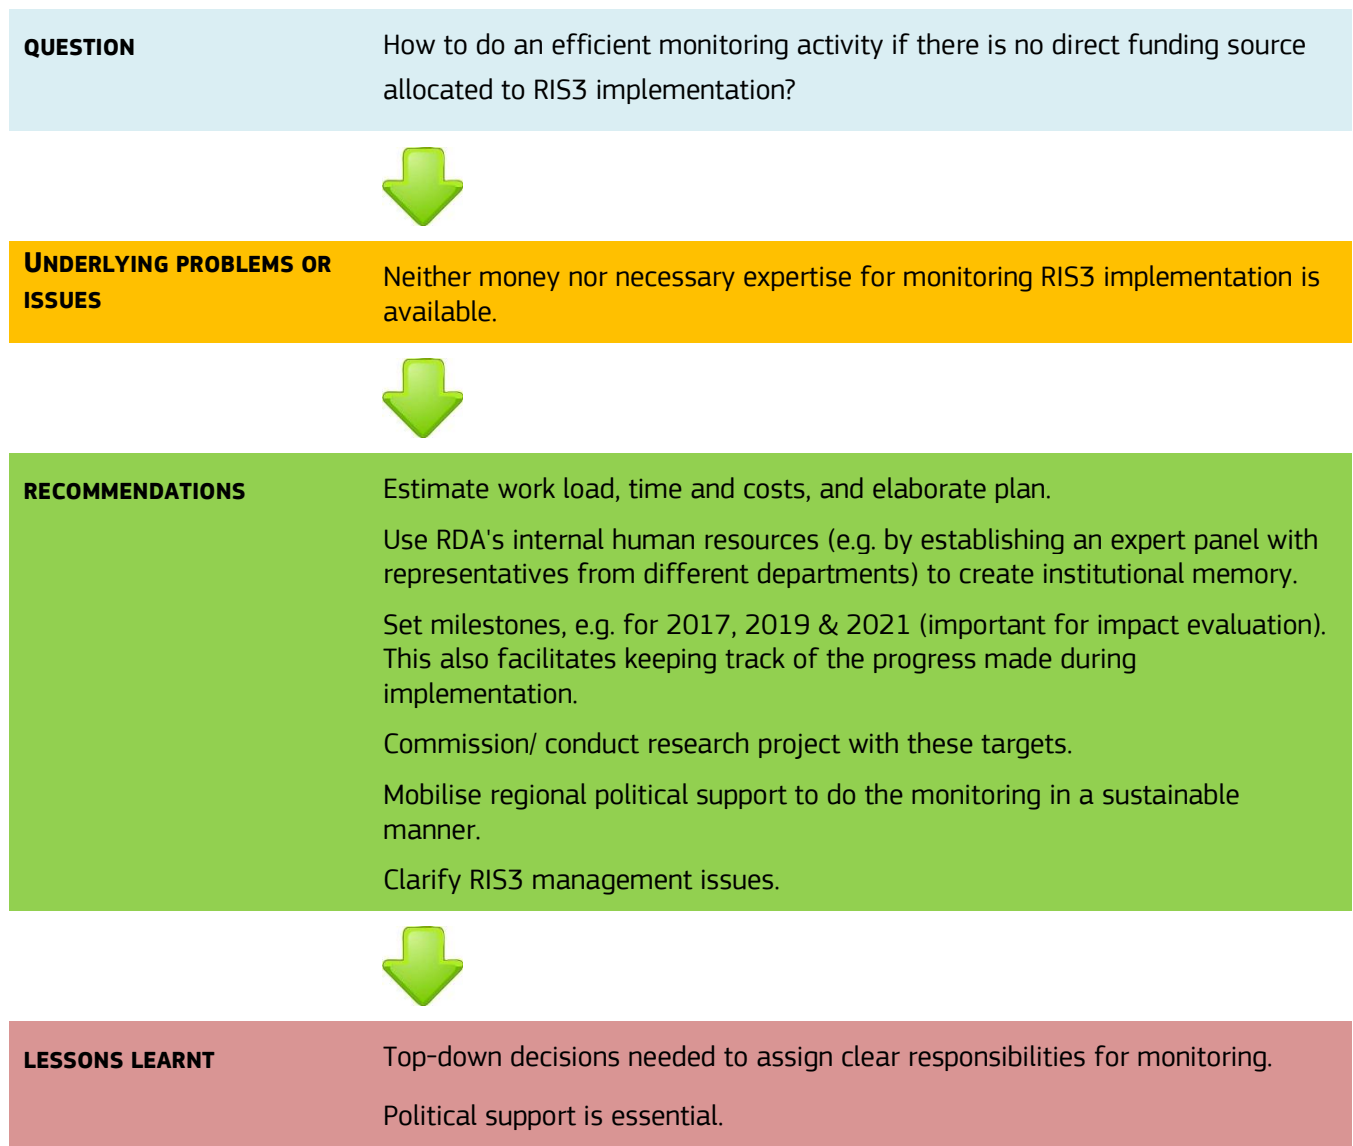 QUESTION
How to do an efficient monitoring activity if there is no direct funding source
allocated to RIS3 implementation?
UNDERLYING PROBLEMS OR
ISSUES
Neither money nor necessary expertise for monitoring RIS3 implementation is
available.
RECOMMENDATIONS
Estimate work load, time and costs, and elaborate plan.
Use RDA's internal human resources (e.g. by establishing an expert panel with
representatives from different departments) to create institutional memory.
Set milestones, e.g. for 2017, 2019 & 2021 (important for impact evaluation).
This also facilitates keeping track of the progress made during
implementation.
Commission/ conduct research project with these targets.
Mobilise regional political support to do the monitoring in a sustainable
manner.
Clarify RIS3 management issues.
LESSONS LEARNT
Top-down decisions needed to assign clear responsibilities for monitoring.
Political support is essential.